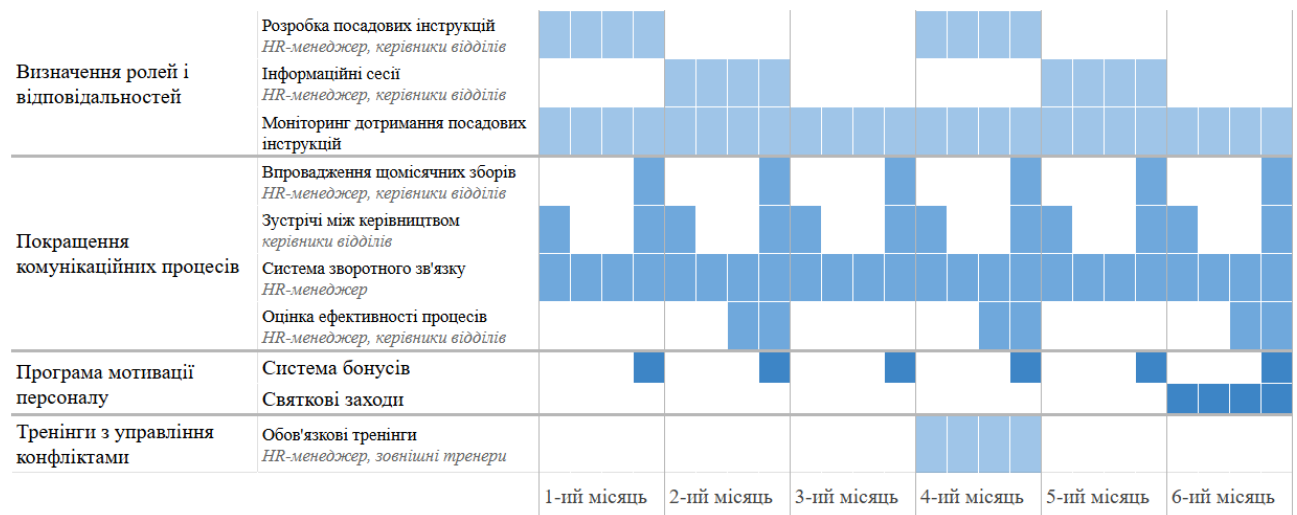 Визначення ролей і
відповідальностей
Розробка посадових інструкцій
HR-менеджер, керівники відділів
Інформаційні сесії
HR-менеджер, керівники відділів
Моніторинг дотримання посадових
інструкцій
Покращення
комунікаційних процесів
Впровадження щомісячних зборів
HR-менеджер, керівники відділів
Зустрічі між керівництвом
керівники відділів
Система зворотного зв'язку
HR-менеджер
Оцінка ефективності процесів
HR-менеджер, керівники відділів
Програма мотивації
персоналу
Система бонусів
Святкові заходи
Тренінги з управління
конфліктами
Обов'язкові тренінги
HR-менеджер, зовнішні тренери
1-ий місяць
2-ий місяць
3-ий місяць
4-ий місяць
5-ий місяць
6-ий місяць